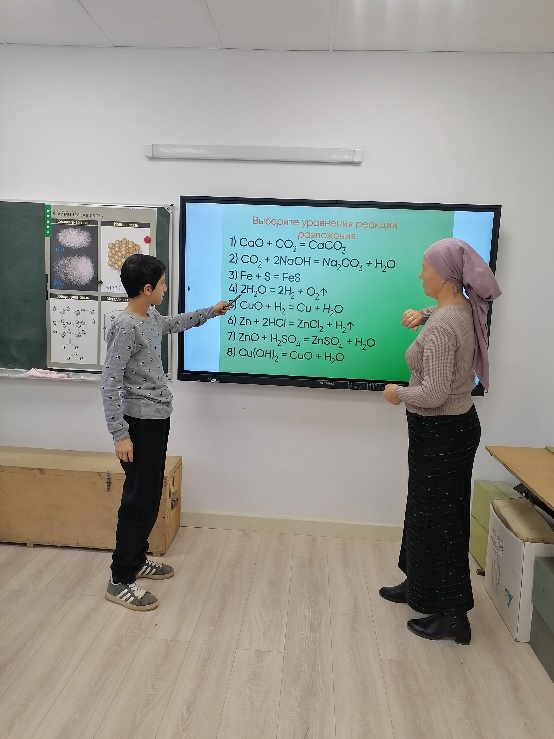 Выберите уравнения реакции
разложения:
1) CaO + CO₂ = CaCO₃
2) CO₂ + 2NaOH = Na₂CO₃ + H₂O
3) Fe + S = FeS
4) 2H₂O = 2H₂ + O₂↑
5) CuO + H₂ = Cu + H₂O
6) Zn + 2HCl = ZnCl₂ + H₂↑
7) ZnO + H₂SO₄ = ZnSO₄ + H₂O
8) Cu(OH)₂ = CuO + H₂O